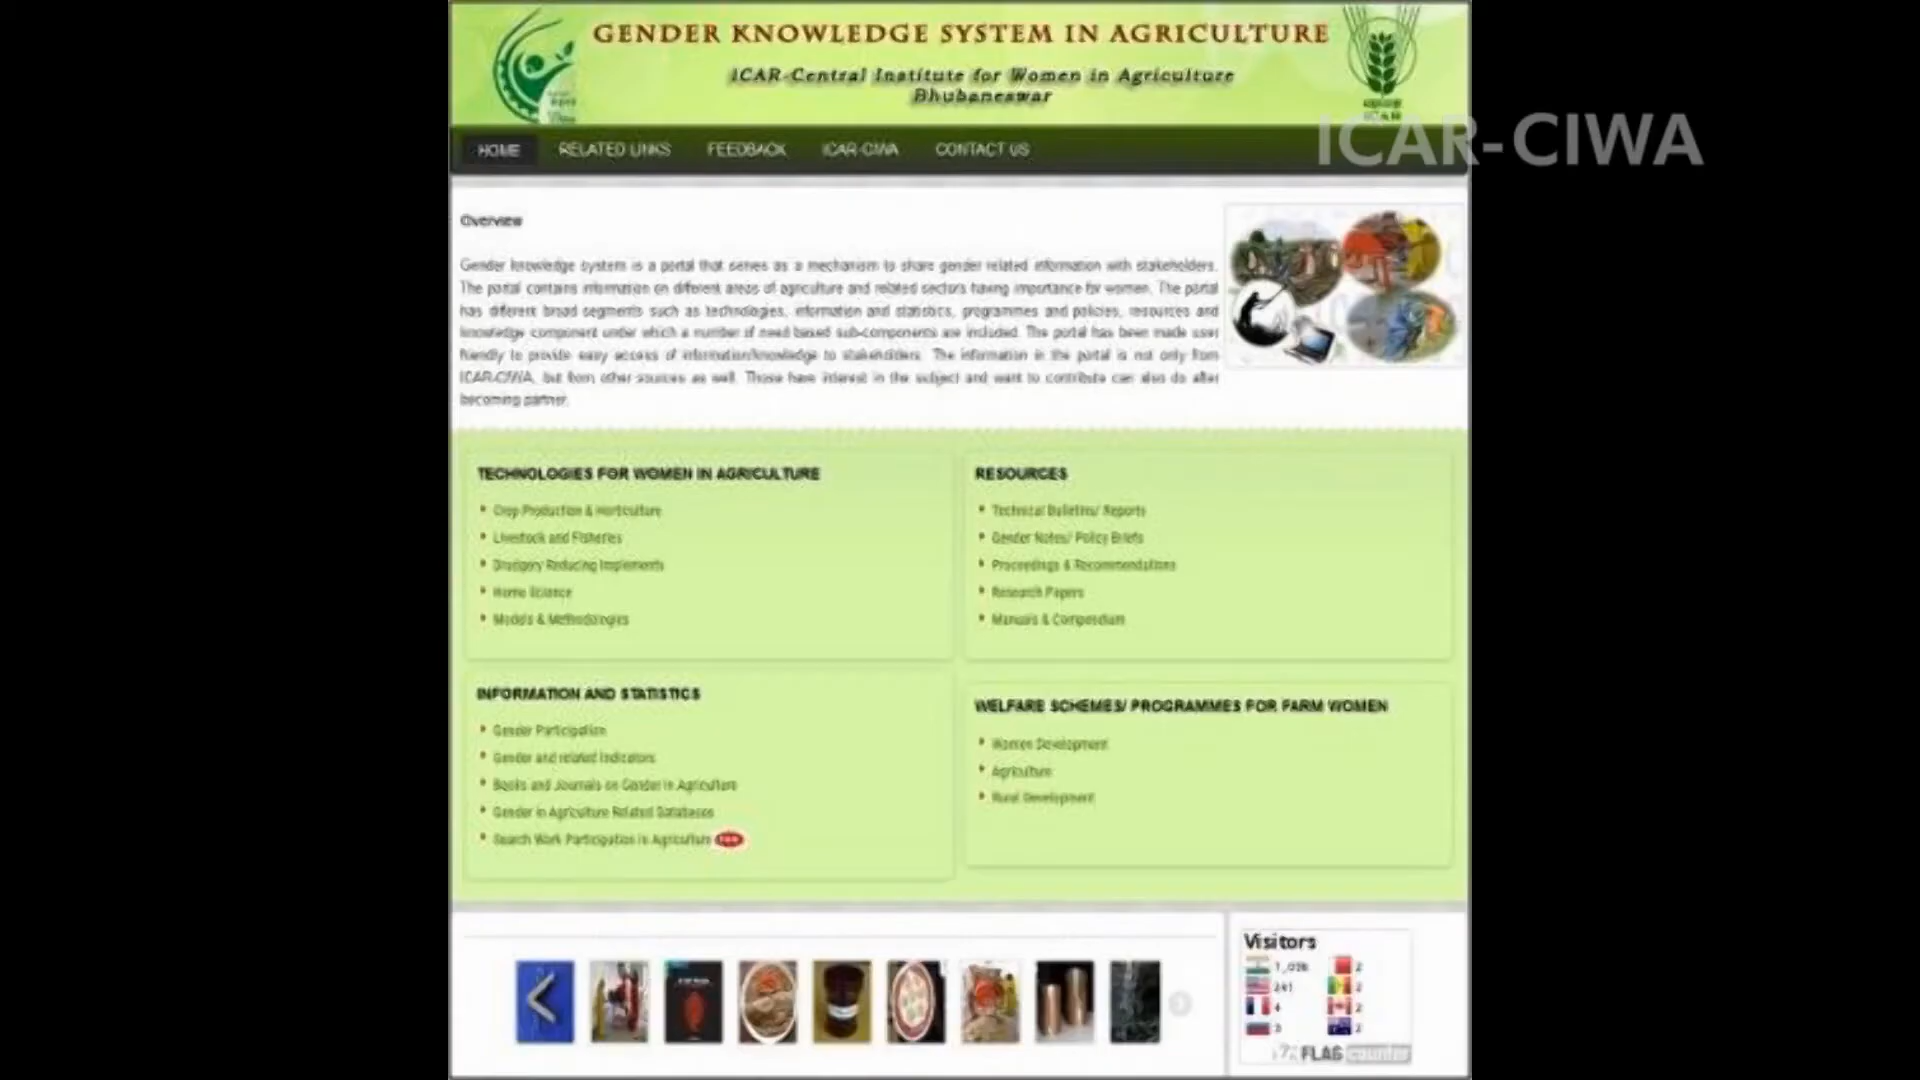 GENDER KNOWLEDGE SYSTEM IN AGRICULTURE
ICAR-Central Institute for Women in Agriculture
Bhubaneswar
ICAR
ICAR-CIWA
HOME RELATED LINKS FEEDBACK ICAR-CIWA CONTACT US
Overview
Gender knowledge system is a portal that serves as a mechanism to share gender related information with stakeholders.
The portal contains information on different areas of agriculture and related sectors having importance for women. The portal
has different broad segments such as technologies, information and statistics, programmes and policies, resources and
knowledge component under which a number of need based sub-components are included. The portal has been made user
friendly to provide easy access of information/knowledge to stakeholders. The information in the portal is not only from
ICAR-CIWA, but from other sources as well. Those have interest in the subject and want to contribute can also do after
becoming partner.
TECHNOLOGIES FOR WOMEN IN AGRICULTURE
Crop Production & Horticulture
Livestock and Fisheries
Drudgery Reducing Implements
Home Science
Models & Methodologies
RESOURCES
Technical Bulletins/ Reports
Gender Notes/ Policy Briefs
Proceedings & Recommendations
Research Papers
Manuals & Compendium
INFORMATION AND STATISTICS
Gender Participation
Gender and related Indicators
Books and Journals on Gender in Agriculture
Gender in Agriculture Related Databases
Search Work Participation in Agriculture
WELFARE SCHEMES/ PROGRAMMES FOR FARM WOMEN
Women Development
Agriculture
Rural Development
Visitors
2
241 2
4 2
3 2
FLAG counter